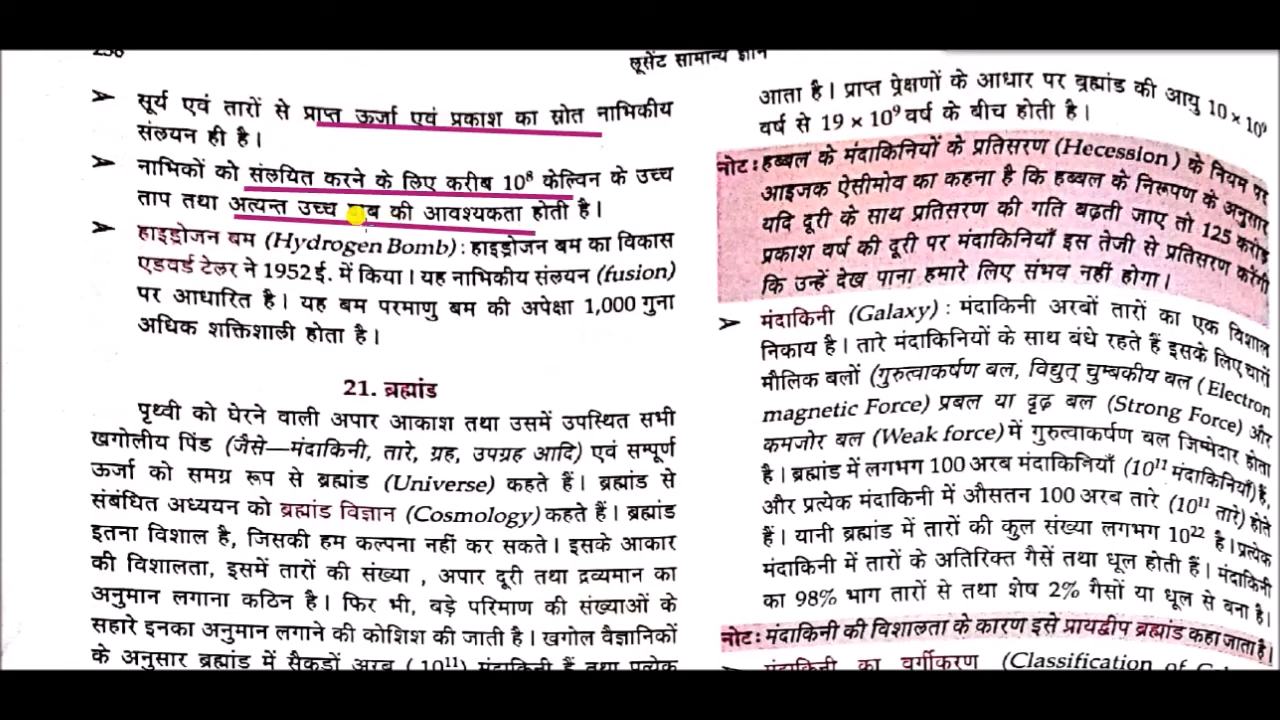 238
लूसेंट सामान्य ज्ञान
➤ सूर्य एवं तारों से प्राप्त ऊर्जा एवं प्रकाश का स्रोत नाभिकीय
संलयन ही है।
➤ नाभिकों को संलयित करने के लिए करीब 10⁸ केल्विन के उच्च
ताप तथा अत्यन्त उच्च दाब की आवश्यकता होती है।
➤ हाइड्रोजन बम (Hydrogen Bomb) : हाइड्रोजन बम का विकास
एडवर्ड टेलर ने 1952 ई. में किया। यह नाभिकीय संलयन (fusion)
पर आधारित है। यह बम परमाणु बम की अपेक्षा 1,000 गुना
अधिक शक्तिशाली होता है।
21. ब्रह्मांड
पृथ्वी को घेरने वाली अपार आकाश तथा उसमें उपस्थित सभी
खगोलीय पिंड (जैसे—मंदाकिनी, तारे, ग्रह, उपग्रह आदि) एवं सम्पूर्ण
ऊर्जा को समग्र रूप से ब्रह्मांड (Universe) कहते हैं। ब्रह्मांड से
संबंधित अध्ययन को ब्रह्मांड विज्ञान (Cosmology) कहते हैं। ब्रह्मांड
इतना विशाल है, जिसकी हम कल्पना नहीं कर सकते। इसके आकार
की विशालता, इसमें तारों की संख्या , अपार दूरी तथा द्रव्यमान का
अनुमान लगाना कठिन है। फिर भी, बड़े परिमाण की संख्याओं के
सहारे इनका अनुमान लगाने की कोशिश की जाती है। खगोल वैज्ञानिकों
के अनुसार ब्रह्मांड में सैकड़ों अरब (10¹¹) मंदाकिनी हैं तथा प्रत्येक
आता है। प्राप्त प्रेक्षणों के आधार पर ब्रह्मांड की आयु 10 × 10⁹
वर्ष से 19 × 10⁹ वर्ष के बीच होती है।
नोट : हब्बल के मंदाकिनियों के प्रतिसरण (Hecession) के नियम पर
आइजक ऐसीमोव का कहना है कि हब्बल के निरूपण के अनुसार
यदि दूरी के साथ प्रतिसरण की गति बढ़ती जाए तो 125 करोड़
प्रकाश वर्ष की दूरी पर मंदाकिनियाँ इस तेजी से प्रतिसरण करेंगी
कि उन्हें देख पाना हमारे लिए संभव नहीं होगा।
➤ मंदाकिनी (Galaxy) : मंदाकिनी अरबों तारों का एक विशाल
निकाय है। तारे मंदाकिनियों के साथ बंधे रहते हैं इसके लिए चारों
मौलिक बलों (गुरुत्वाकर्षण बल, विद्युत् चुम्बकीय बल (Electron
magnetic Force) प्रबल या दृढ़ बल (Strong Force) और
कमजोर बल (Weak force) में गुरुत्वाकर्षण बल जिम्मेदार होता
है। ब्रह्मांड में लगभग 100 अरब मंदाकिनियाँ (10¹¹ मंदाकिनियाँ) हैं,
और प्रत्येक मंदाकिनी में औसतन 100 अरब तारे (10¹¹ तारे) होते
हैं। यानी ब्रह्मांड में तारों की कुल संख्या लगभग 10²² है। प्रत्येक
मंदाकिनी में तारों के अतिरिक्त गैसें तथा धूल होती हैं। मंदाकिनी
का 98% भाग तारों से तथा शेष 2% गैसों या धूल से बना है।
नोट : मंदाकिनी की विशालता के कारण इसे प्रायद्वीप ब्रह्मांड कहा जाता है।
मंदाकिनी का वर्गीकरण (Classification of